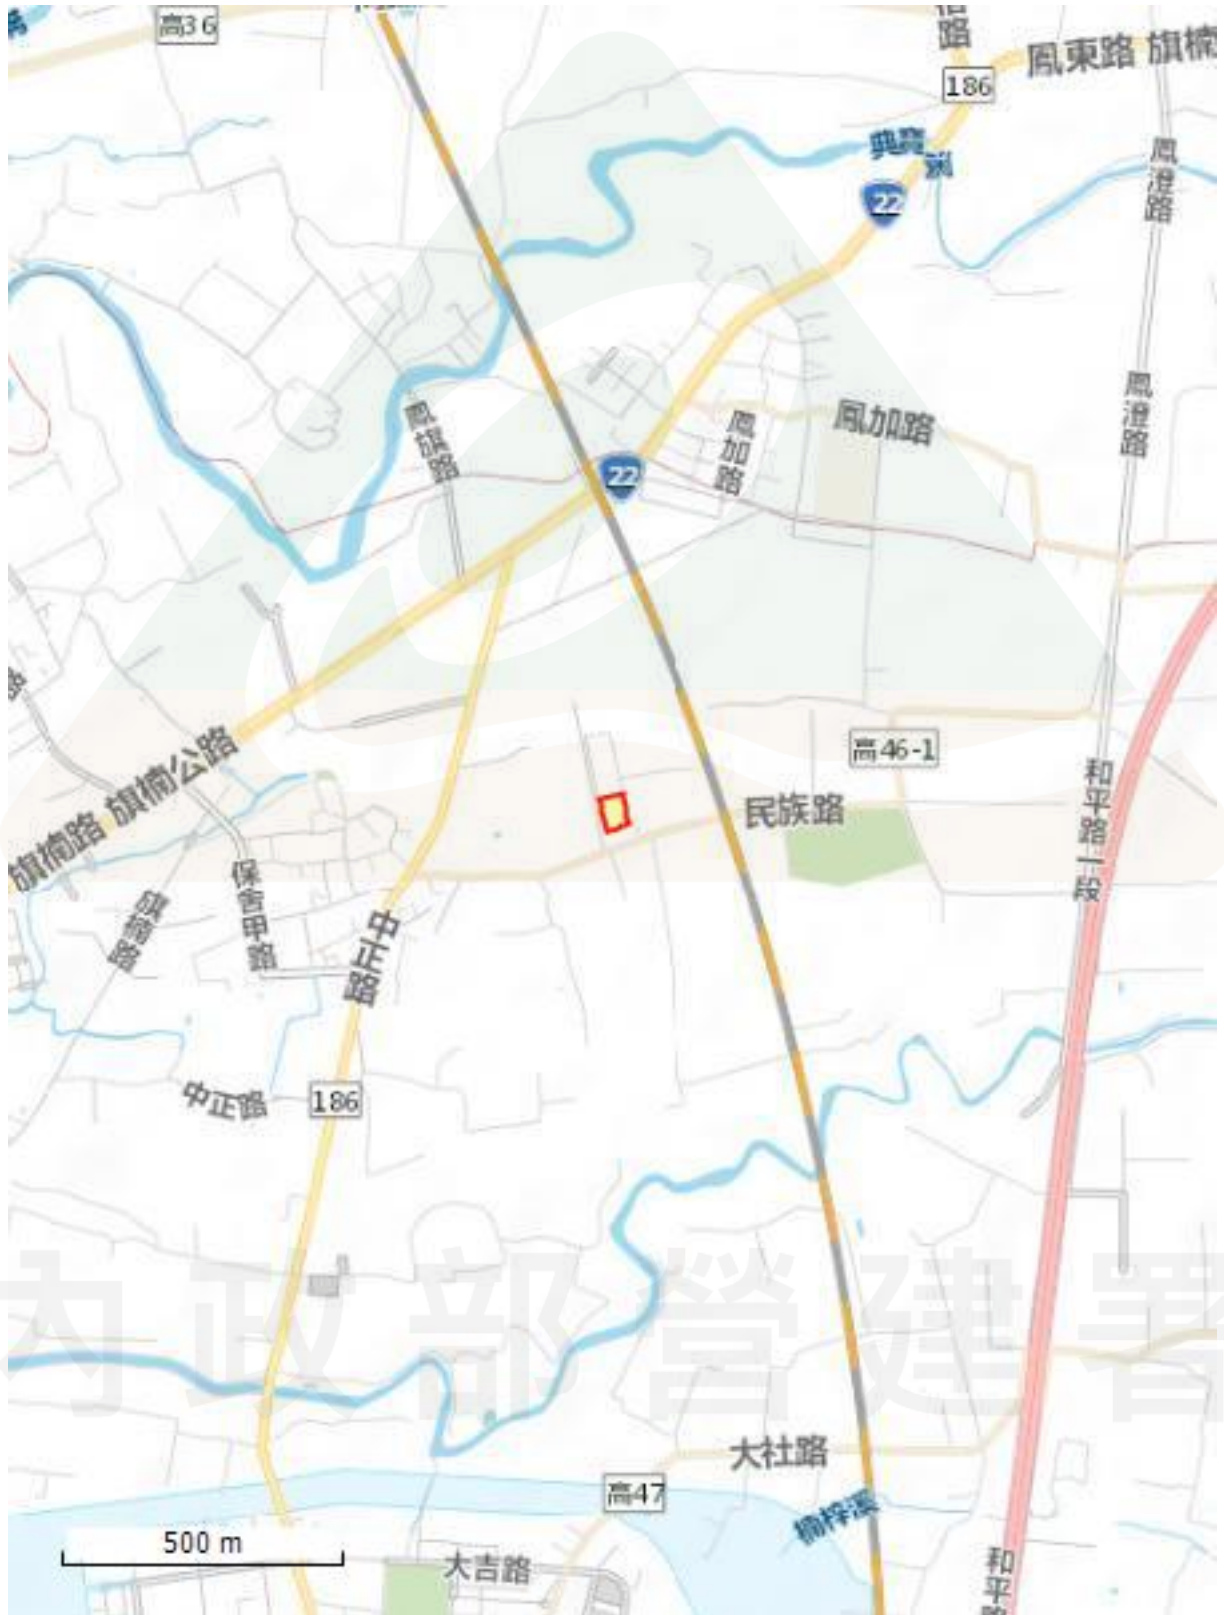 高36
186
鳳東路 旗楠
典寶溪
22
鳳澄路
鳳旗路
鳳加路
鳳加路
鳳澄路
22
高46-1
旗楠路 旗楠公路
民族路
和平路一段
保舍甲路
旗楠路
中正路
中正路
186
內政部營建署
大社路
高47
楠梓溪
500 m
大吉路
和平路